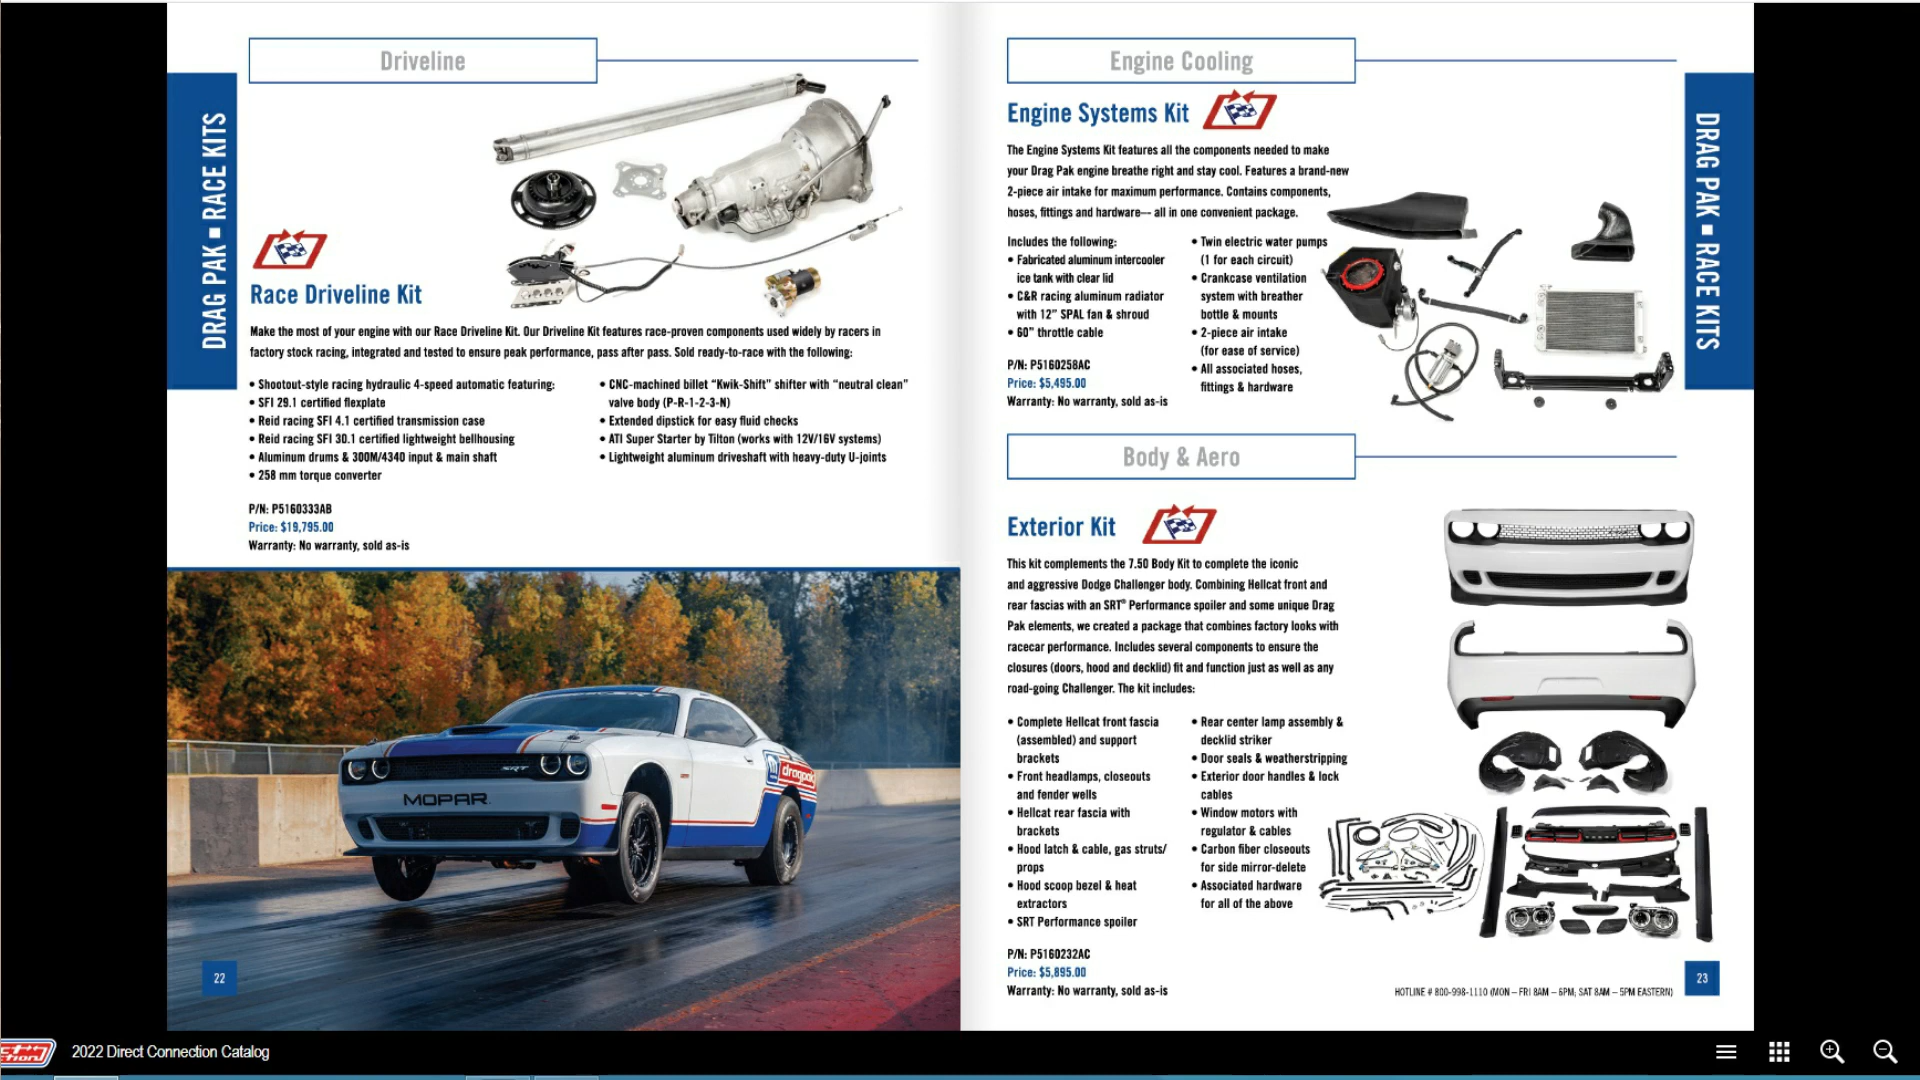 Driveline
DRAG PAK ■ RACE KITS
Race Driveline Kit
Make the most of your engine with our Race Driveline Kit. Our Driveline Kit features race-proven components used widely by racers in
factory stock racing, integrated and tested to ensure peak performance, pass after pass. Sold ready-to-race with the following:
• Shootout-style racing hydraulic 4-speed automatic featuring:
• SFI 29.1 certified flexplate
• Reid racing SFI 4.1 certified transmission case
• Reid racing SFI 30.1 certified lightweight bellhousing
• Aluminum drums & 300M/4340 input & main shaft
• 258 mm torque converter
• CNC-machined billet “Kwik-Shift” shifter with “neutral clean”
valve body (P-R-1-2-3-N)
• Extended dipstick for easy fluid checks
• ATI Super Starter by Tilton (works with 12V/16V systems)
• Lightweight aluminum driveshaft with heavy-duty U-joints
P/N: P5160333AB
Price: $19,795.00
Warranty: No warranty, sold as-is
SRT
MOPAR
dragpak
22
Engine Cooling
DRAG PAK ■ RACE KITS
Engine Systems Kit
The Engine Systems Kit features all the components needed to make
your Drag Pak engine breathe right and stay cool. Features a brand-new
2-piece air intake for maximum performance. Contains components,
hoses, fittings and hardware— all in one convenient package.
Includes the following:
• Fabricated aluminum intercooler
ice tank with clear lid
• C&R racing aluminum radiator
with 12” SPAL fan & shroud
• 60” throttle cable
• Twin electric water pumps
(1 for each circuit)
• Crankcase ventilation
system with breather
bottle & mounts
• 2-piece air intake
(for ease of service)
• All associated hoses,
fittings & hardware
P/N: P5160258AC
Price: $5,495.00
Warranty: No warranty, sold as-is
Body & Aero
Exterior Kit
This kit complements the 7.50 Body Kit to complete the iconic
and aggressive Dodge Challenger body. Combining Hellcat front and
rear fascias with an SRT® Performance spoiler and some unique Drag
Pak elements, we created a package that combines factory looks with
racecar performance. Includes several components to ensure the
closures (doors, hood and decklid) fit and function just as well as any
road-going Challenger. The kit includes:
• Complete Hellcat front fascia
(assembled) and support
brackets
• Front headlamps, closeouts
and fender wells
• Hellcat rear fascia with
brackets
• Hood latch & cable, gas struts/
props
• Hood scoop bezel & heat
extractors
• SRT Performance spoiler
• Rear center lamp assembly &
decklid striker
• Door seals & weatherstripping
• Exterior door handles & lock
cables
• Window motors with
regulator & cables
• Carbon fiber closeouts
for side mirror-delete
• Associated hardware
for all of the above
P/N: P5160232AC
Price: $5,895.00
Warranty: No warranty, sold as-is
HOTLINE # 800-998-1110 (MON – FRI 8AM – 6PM; SAT 8AM – 5PM EASTERN)
23
2022 Direct Connection Catalog